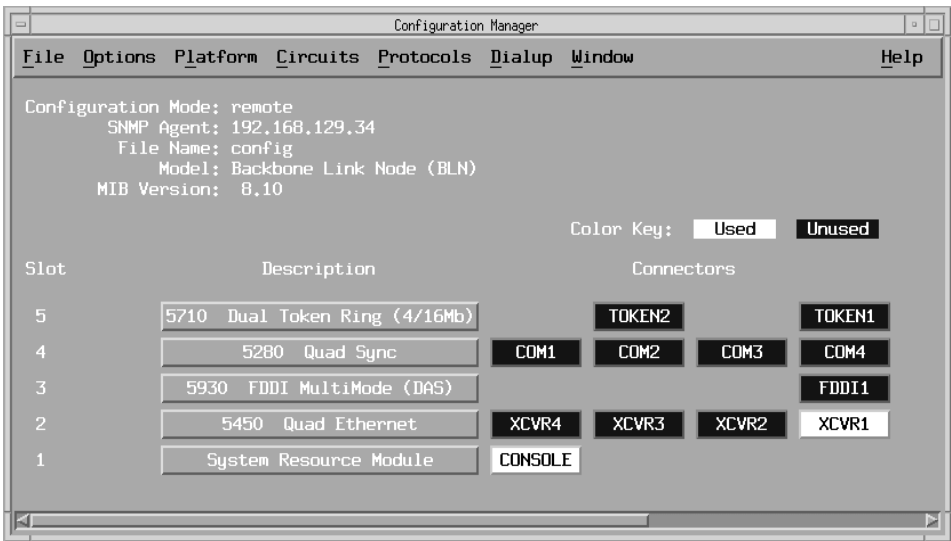 Configuration Manager
File Options Platform Circuits Protocols Dialup Window Help
Configuration Mode: remote
SNMP Agent: 192.168.129.34
File Name: config
Model: Backbone Link Node (BLN)
MIB Version: 8.10
Color Key: Used Unused
Slot Description Connectors
5 5710 Dual Token Ring (4/16Mb) TOKEN2 TOKEN1
4 5280 Quad Sync COM1 COM2 COM3 COM4
3 5930 FDDI MultiMode (DAS) FDDI1
2 5450 Quad Ethernet XCVR4 XCVR3 XCVR2 XCVR1
1 System Resource Module CONSOLE